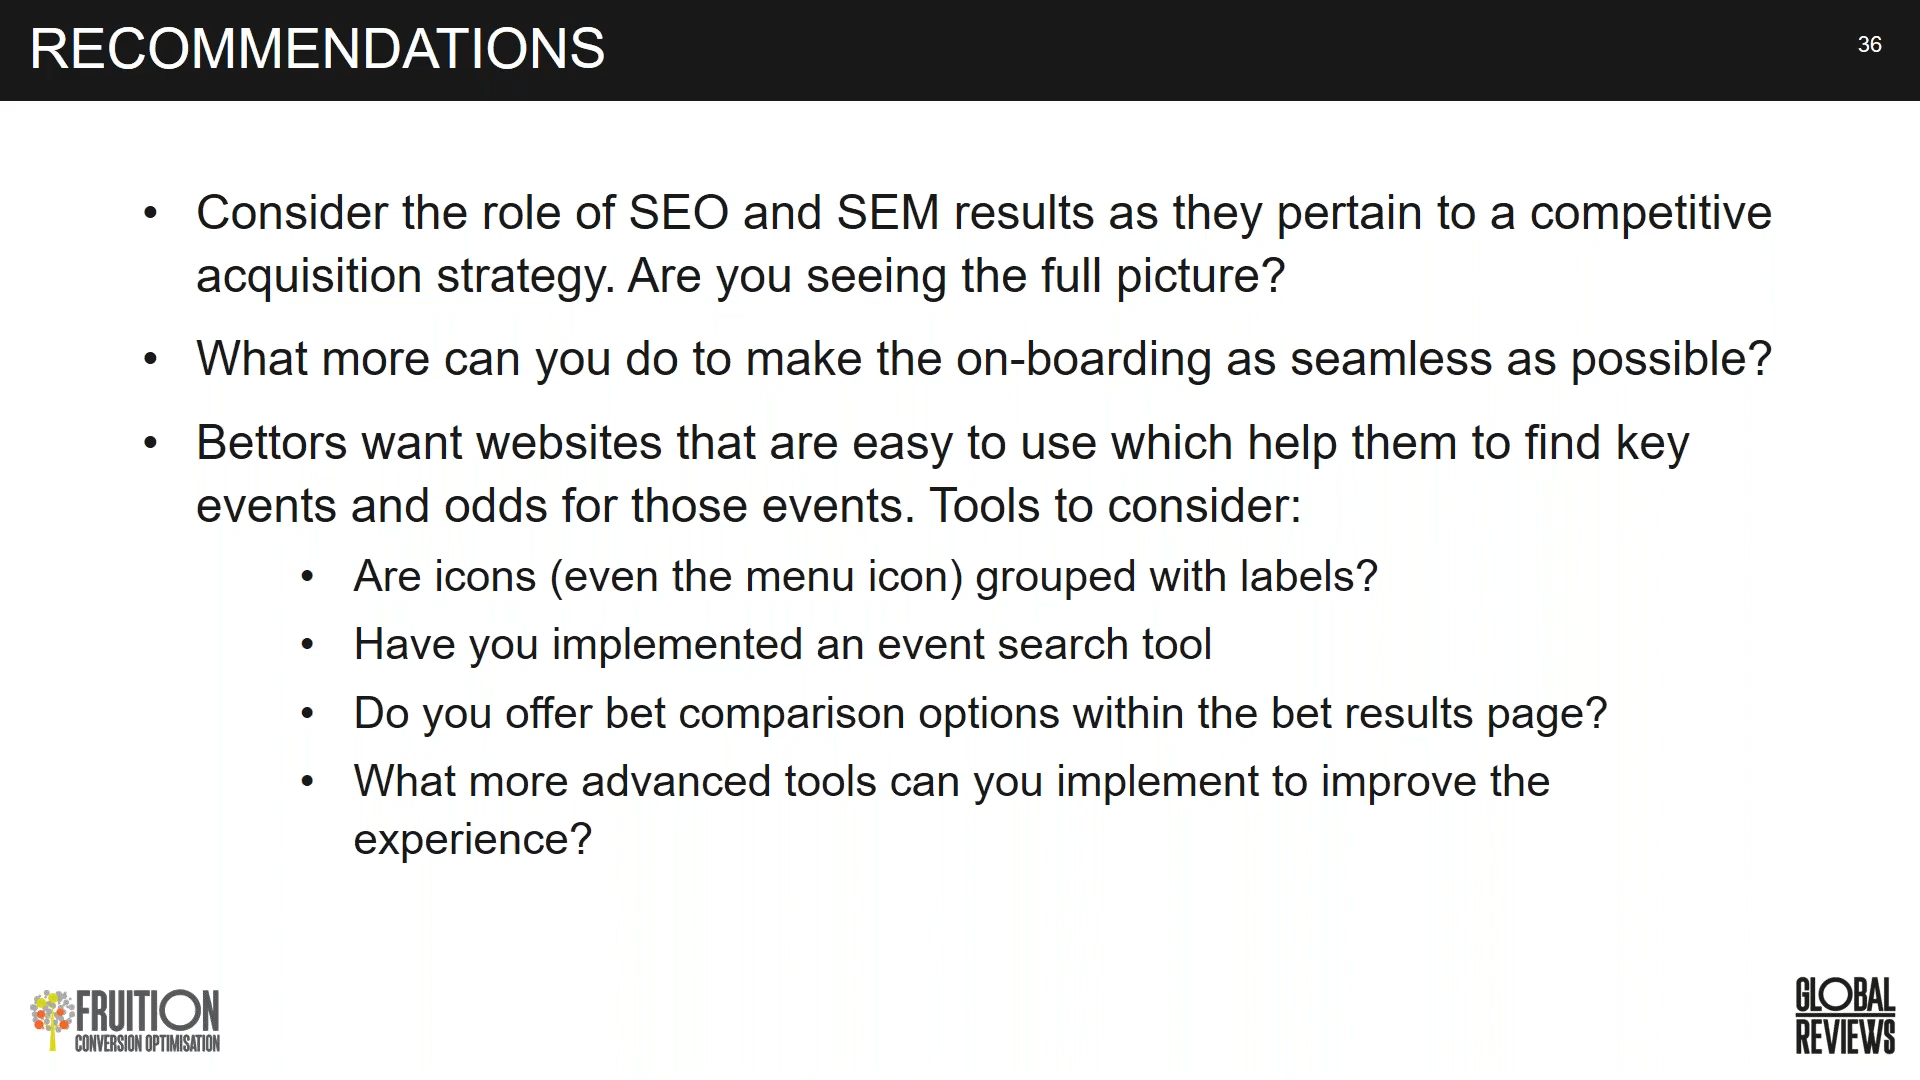 RECOMMENDATIONS
36
• Consider the role of SEO and SEM results as they pertain to a competitive
acquisition strategy. Are you seeing the full picture?
• What more can you do to make the on-boarding as seamless as possible?
• Bettors want websites that are easy to use which help them to find key
events and odds for those events. Tools to consider:
• Are icons (even the menu icon) grouped with labels?
• Have you implemented an event search tool
• Do you offer bet comparison options within the bet results page?
• What more advanced tools can you implement to improve the
experience?
FRUITION
CONVERSION OPTIMISATION
GLOBAL
REVIEWS